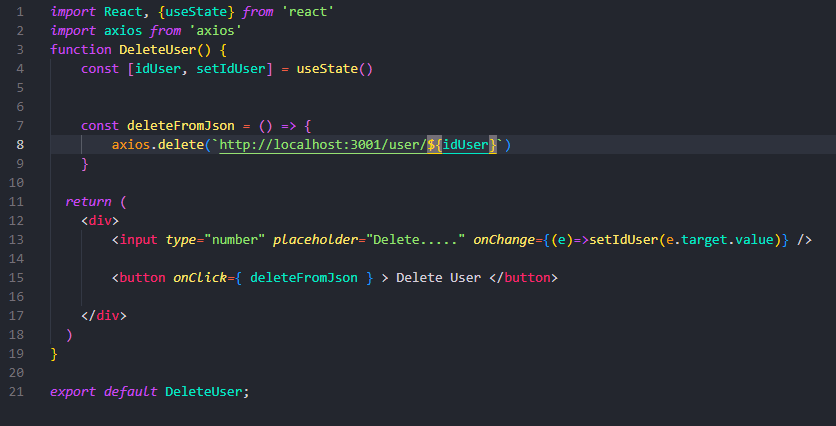 1 import React, {useState} from 'react'
2 import axios from 'axios'
3 function DeleteUser() {
4     const [idUser, setIdUser] = useState()
5
6
7     const deleteFromJson = () => {
8         axios.delete(`http://localhost:3001/user/${idUser}`)
9     }
10
11   return (
12     <div>
13         <input type="number" placeholder="Delete....." onChange={(e)=>setIdUser(e.target.value)} />
14
15         <button onClick={ deleteFromJson } > Delete User </button>
16
17     </div>
18   )
19 }
20
21 export default DeleteUser;